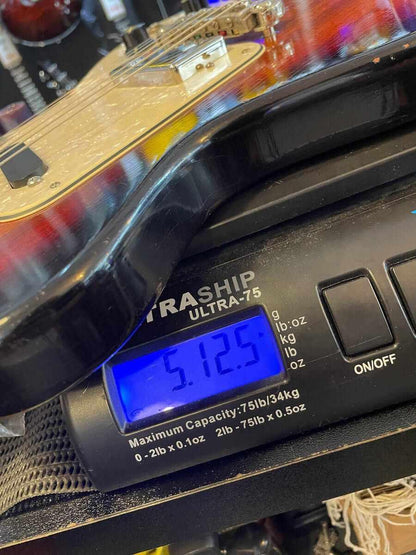 TRASHIP
ULTRA-75
5.12.5
g
lb:oz
kg
lb
oz
ON/OFF
Maximum Capacity:75lb/34kg
0-2lb x 0.1oz 2lb - 75lb x 0.5oz